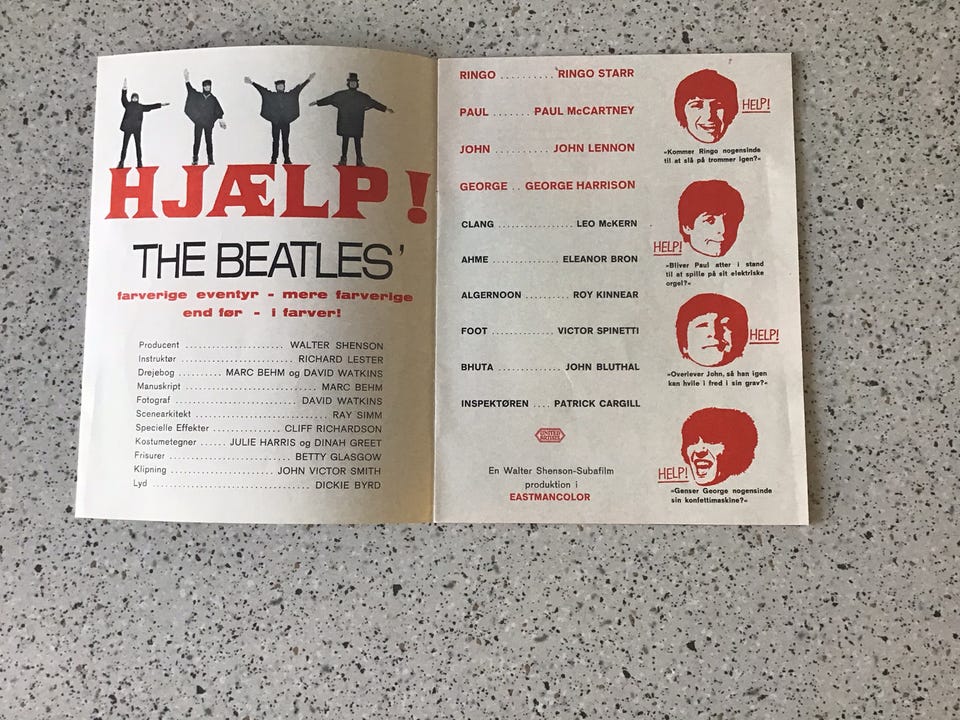 HJÆLP!
THE BEATLES'
farverige eventyr - mere farverige
end før - i farver!
Producent ........ WALTER SHENSON
Instruktør ........ RICHARD LESTER
Drejebog ........ MARC BEHM og DAVID WATKINS
Manuskript ........ MARC BEHM
Fotograf ........ DAVID WATKINS
Scenearkitekt ........ RAY SIMM
Specielle Effekter ........ CLIFF RICHARDSON
Kostumetegner ...... JULIE HARRIS og DINAH GREET
Frisurer ........ BETTY GLASGOW
Klipning ........ JOHN VICTOR SMITH
Lyd ........ DICKIE BYRD
RINGO .......... RINGO STARR
PAUL ....... PAUL McCARTNEY
JOHN .......... JOHN LENNON
GEORGE .. GEORGE HARRISON
CLANG ........ LEO McKERN
AHME ........ ELEANOR BRON
ALGERNOON .......... ROY KINNEAR
FOOT ........ VICTOR SPINETTI
BHUTA ........ JOHN BLUTHAL
INSPEKTØREN .... PATRICK CARGILL
UNITED
ARTISTS
En Walter Shenson-Subafilm
produktion i
EASTMANCOLOR
HELP!
»Kommer Ringo nogensinde
til at slå på trommer igen?«
HELP!
»Bliver Paul atter i stand
til at spille på sit elektriske
orgel?«
HELP!
»Overlever John, så han igen
kan hvile i fred i sin grav?«
HELP!
»Genser George nogensinde
sin konfettimaskine?«